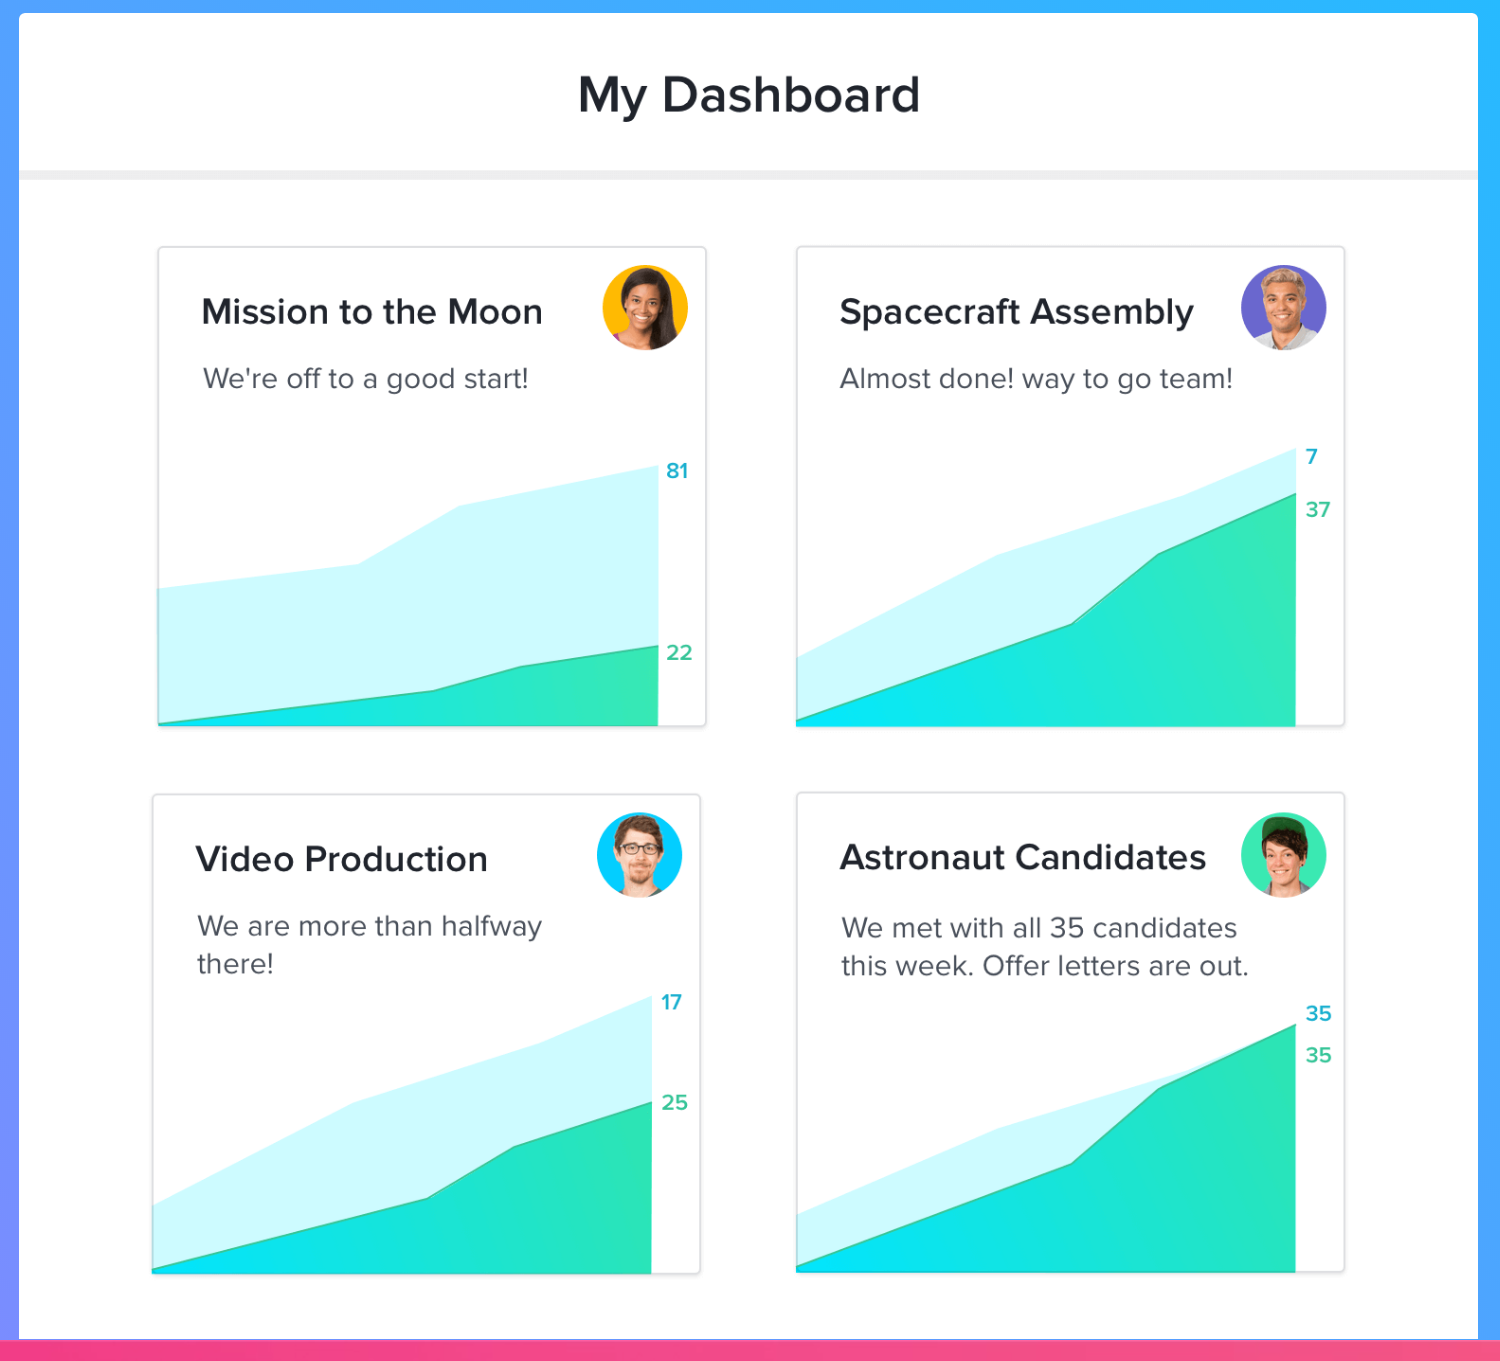 My Dashboard
Mission to the Moon
We're off to a good start!
81
22
Spacecraft Assembly
Almost done! way to go team!
7
37
Video Production
We are more than halfway
there!
17
25
Astronaut Candidates
We met with all 35 candidates
this week. Offer letters are out.
35
35